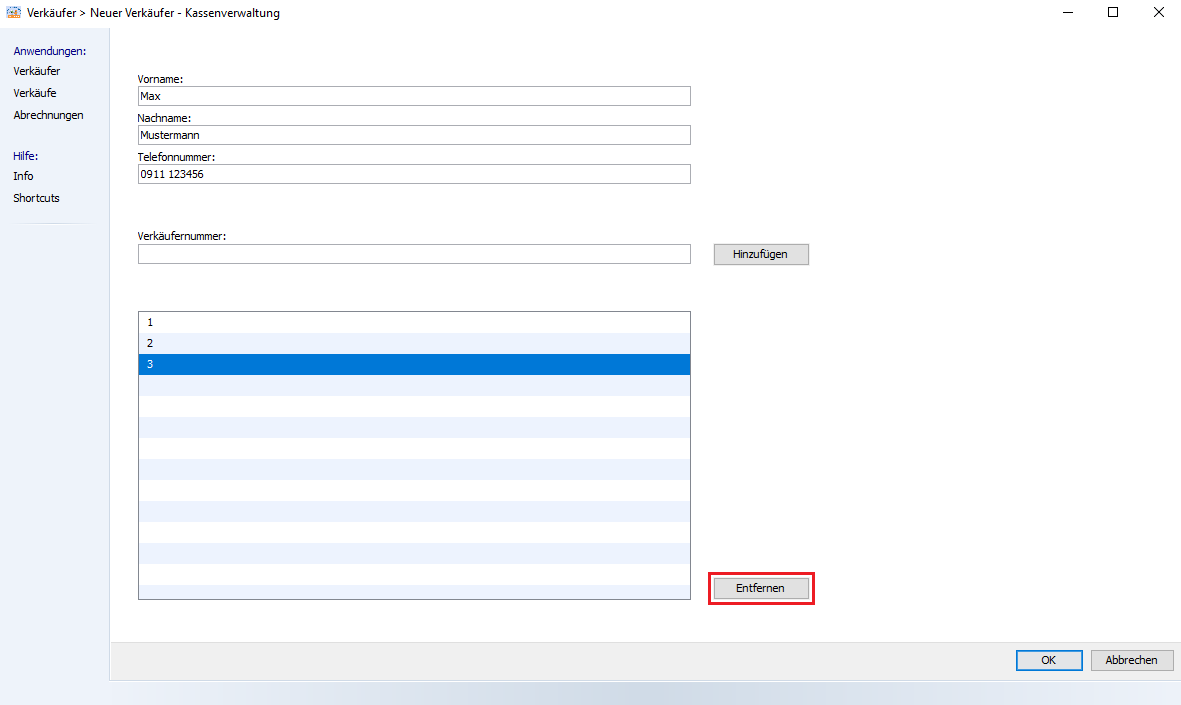 Verkäufer > Neuer Verkäufer - Kassenverwaltung
Anwendungen:
Verkäufer
Verkäufe
Abrechnungen
Hilfe:
Info
Shortcuts
Vorname:
Max
Nachname:
Mustermann
Telefonnummer:
0911 123456
Verkäufernummer:
Hinzufügen
1
2
3
Entfernen
OK
Abbrechen